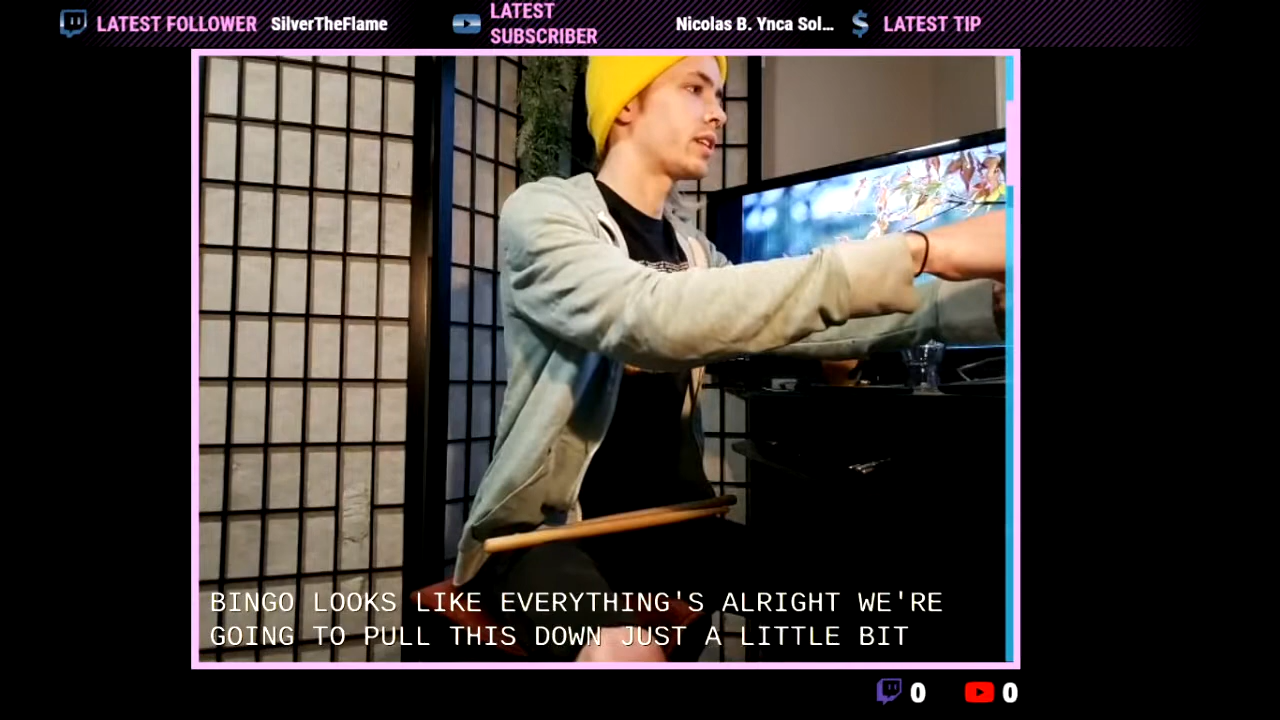 LATEST FOLLOWER SilverTheFlame
LATEST SUBSCRIBER
Nicolas B. Ynca Sol...
LATEST TIP
BINGO LOOKS LIKE EVERYTHING'S ALRIGHT WE'RE
GOING TO PULL THIS DOWN JUST A LITTLE BIT
0
0